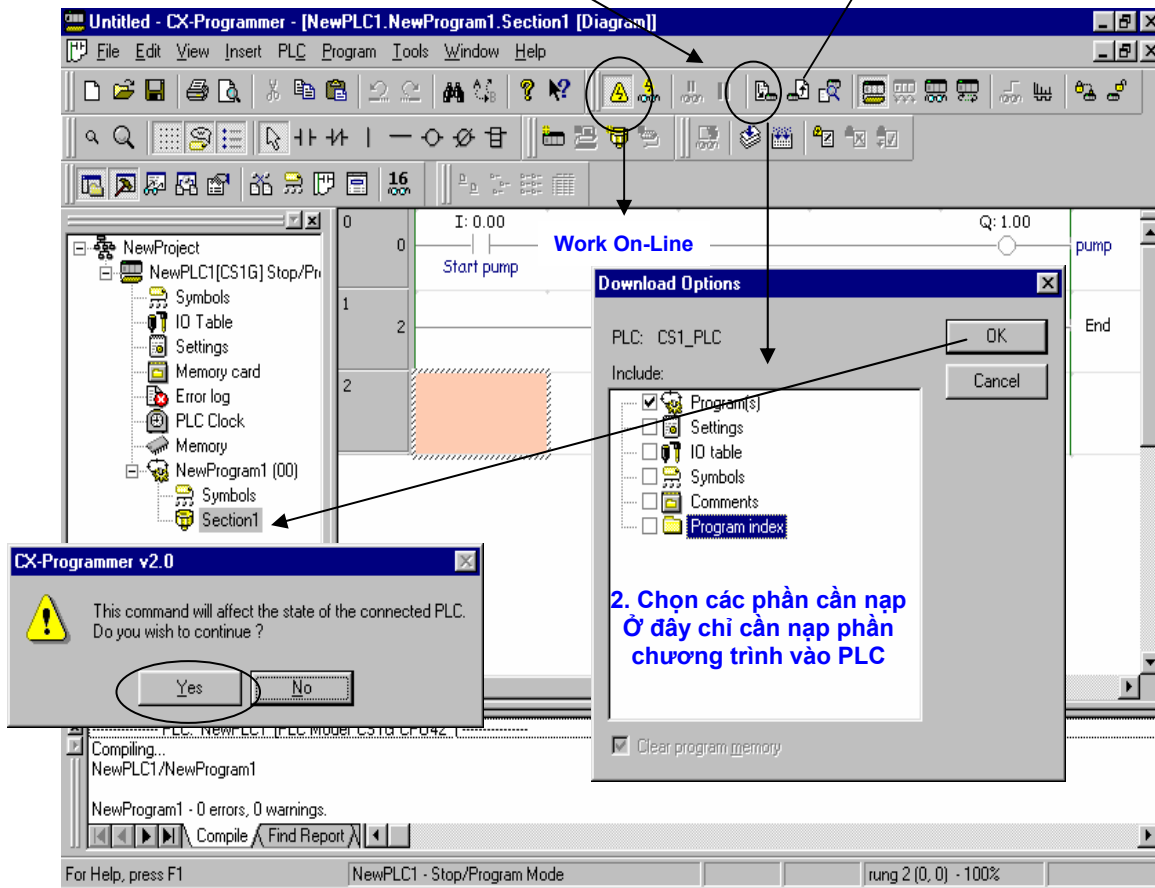 Untitled - CX-Programmer - [NewPLC1.NewProgram1.Section1 [Diagram]]
File Edit View Insert PLC Program Tools Window Help
16
NewProject
NewPLC1[CS1G] Stop/Pr
Symbols
IO Table
Settings
Memory card
Error log
PLC Clock
Memory
NewProgram1 (00)
Symbols
Section1
0
0
I: 0.00
Start pump
Work On-Line
Q: 1.00
pump
1
2
End
2
Download Options
PLC: CS1_PLC
OK
Cancel
Include:
Program(s)
Settings
IO table
Symbols
Comments
Program index
2. Chọn các phần cần nạp
Ở đây chỉ cần nạp phần
chương trình vào PLC
Clear program memory
CX-Programmer v2.0
This command will affect the state of the connected PLC.
Do you wish to continue ?
Yes
No
PLC: 'NewPLC1' [PLC Model 'CS1G CPU42']
Compiling...
NewPLC1/NewProgram1
NewProgram1 - 0 errors, 0 warnings.
Compile
Find Report
For Help, press F1
NewPLC1 - Stop/Program Mode
rung 2 (0, 0) - 100%